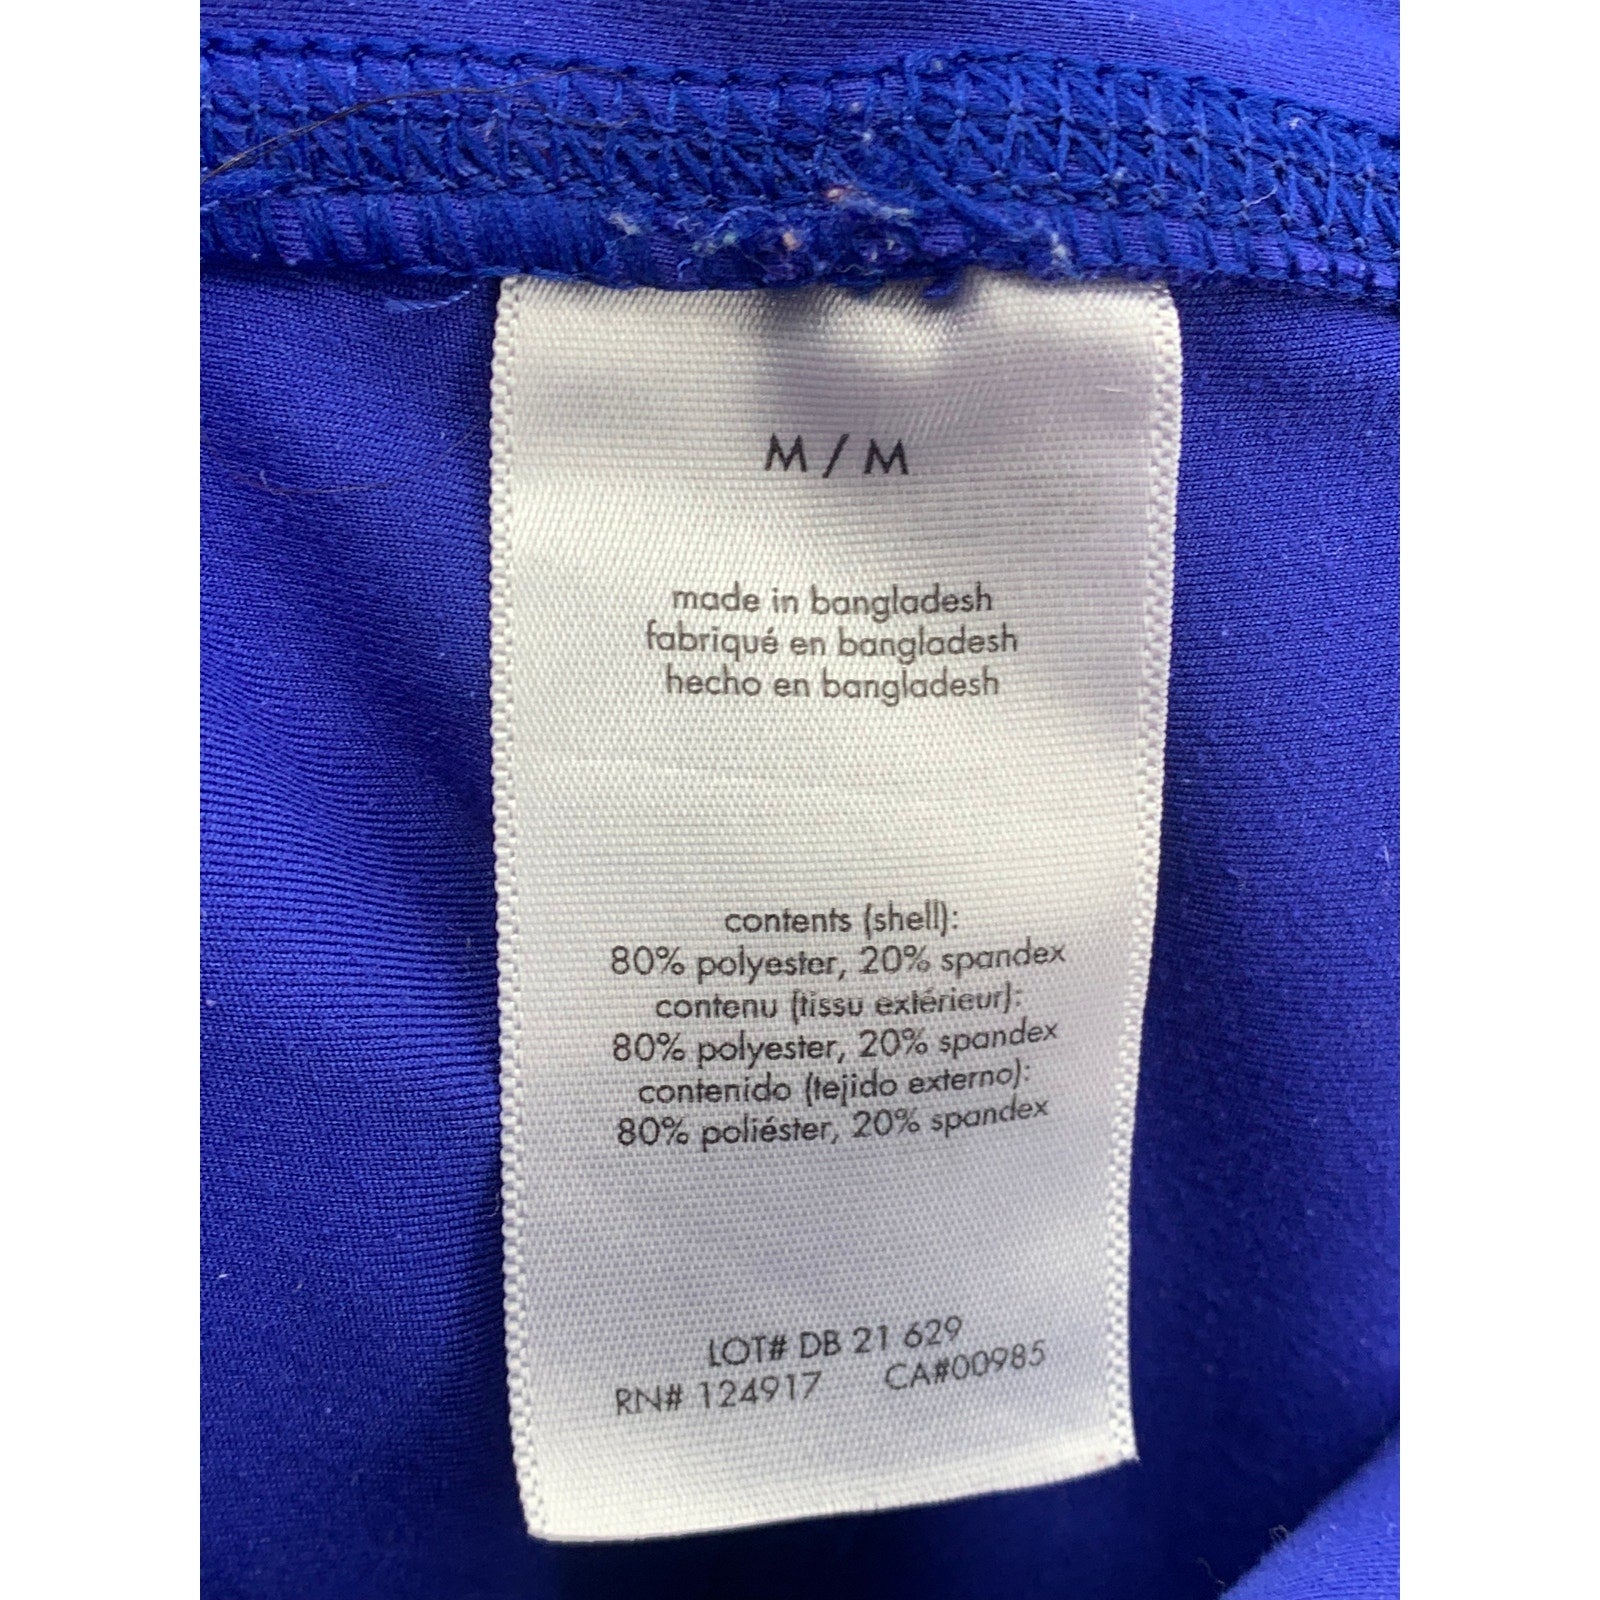 M / M
made in bangladesh
fabriqué en bangladesh
hecho en bangladesh
contents (shell):
80% polyester, 20% spandex
contenu (tissu extérieur):
80% polyester, 20% spandex
contenido (tejido externo):
80% poliéster, 20% spandex
LOT# DB 21 629
RN# 124917 CA#00985